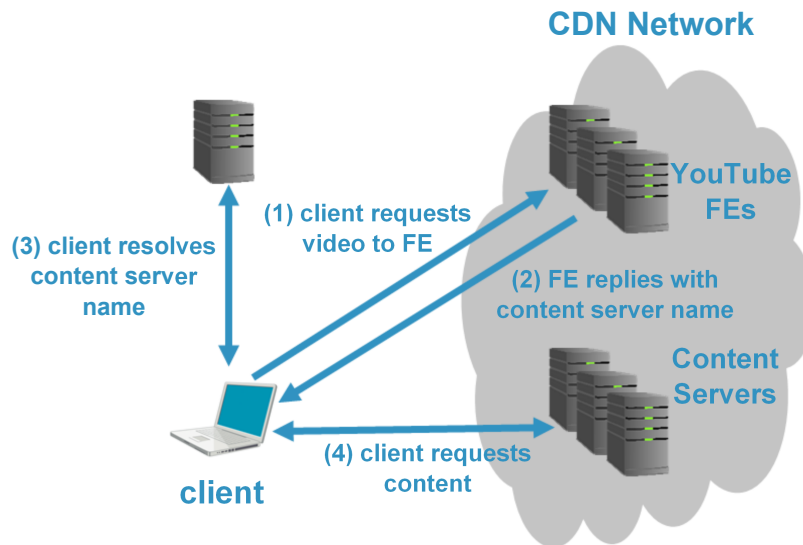 CDN Network
YouTube
FEs
(1) client requests
video to FE
(3) client resolves
content server
name
(2) FE replies with
content server name
Content
Servers
(4) client requests
content
client